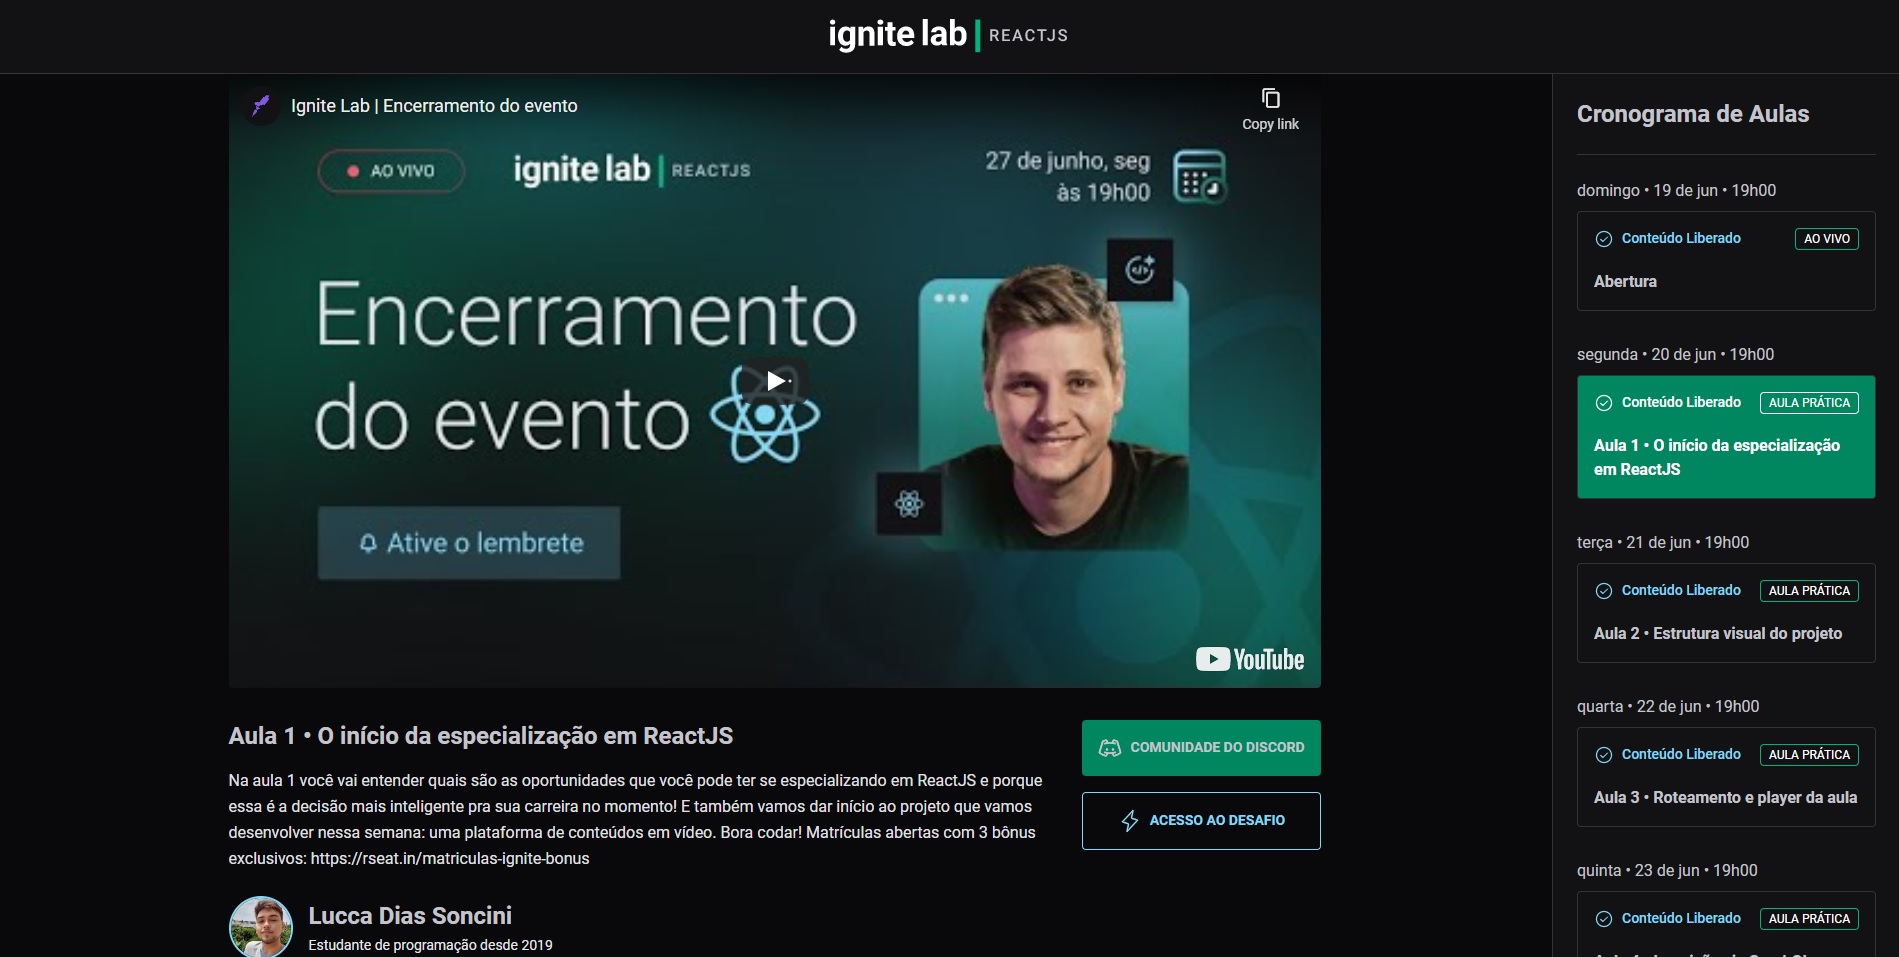 ignite lab | REACTJS
Ignite Lab | Encerramento do evento
Copy link
AO VIVO
ignite lab | REACTJS
27 de junho, seg
às 19h00
Encerramento
do evento
Ative o lembrete
YouTube
Aula 1 • O início da especialização em ReactJS
Na aula 1 você vai entender quais são as oportunidades que você pode ter se especializando em ReactJS e porque
essa é a decisão mais inteligente pra sua carreira no momento! E também vamos dar início ao projeto que vamos
desenvolver nessa semana: uma plataforma de conteúdos em vídeo. Bora codar! Matrículas abertas com 3 bônus
exclusivos: https://rseat.in/matriculas-ignite-bonus
COMUNIDADE DO DISCORD
ACESSO AO DESAFIO
Lucca Dias Soncini
Estudante de programação desde 2019
Cronograma de Aulas
domingo • 19 de jun • 19h00
Conteúdo Liberado AO VIVO
Abertura
segunda • 20 de jun • 19h00
Conteúdo Liberado AULA PRÁTICA
Aula 1 • O início da especialização
em ReactJS
terça • 21 de jun • 19h00
Conteúdo Liberado AULA PRÁTICA
Aula 2 • Estrutura visual do projeto
quarta • 22 de jun • 19h00
Conteúdo Liberado AULA PRÁTICA
Aula 3 • Roteamento e player da aula
quinta • 23 de jun • 19h00
Conteúdo Liberado AULA PRÁTICA